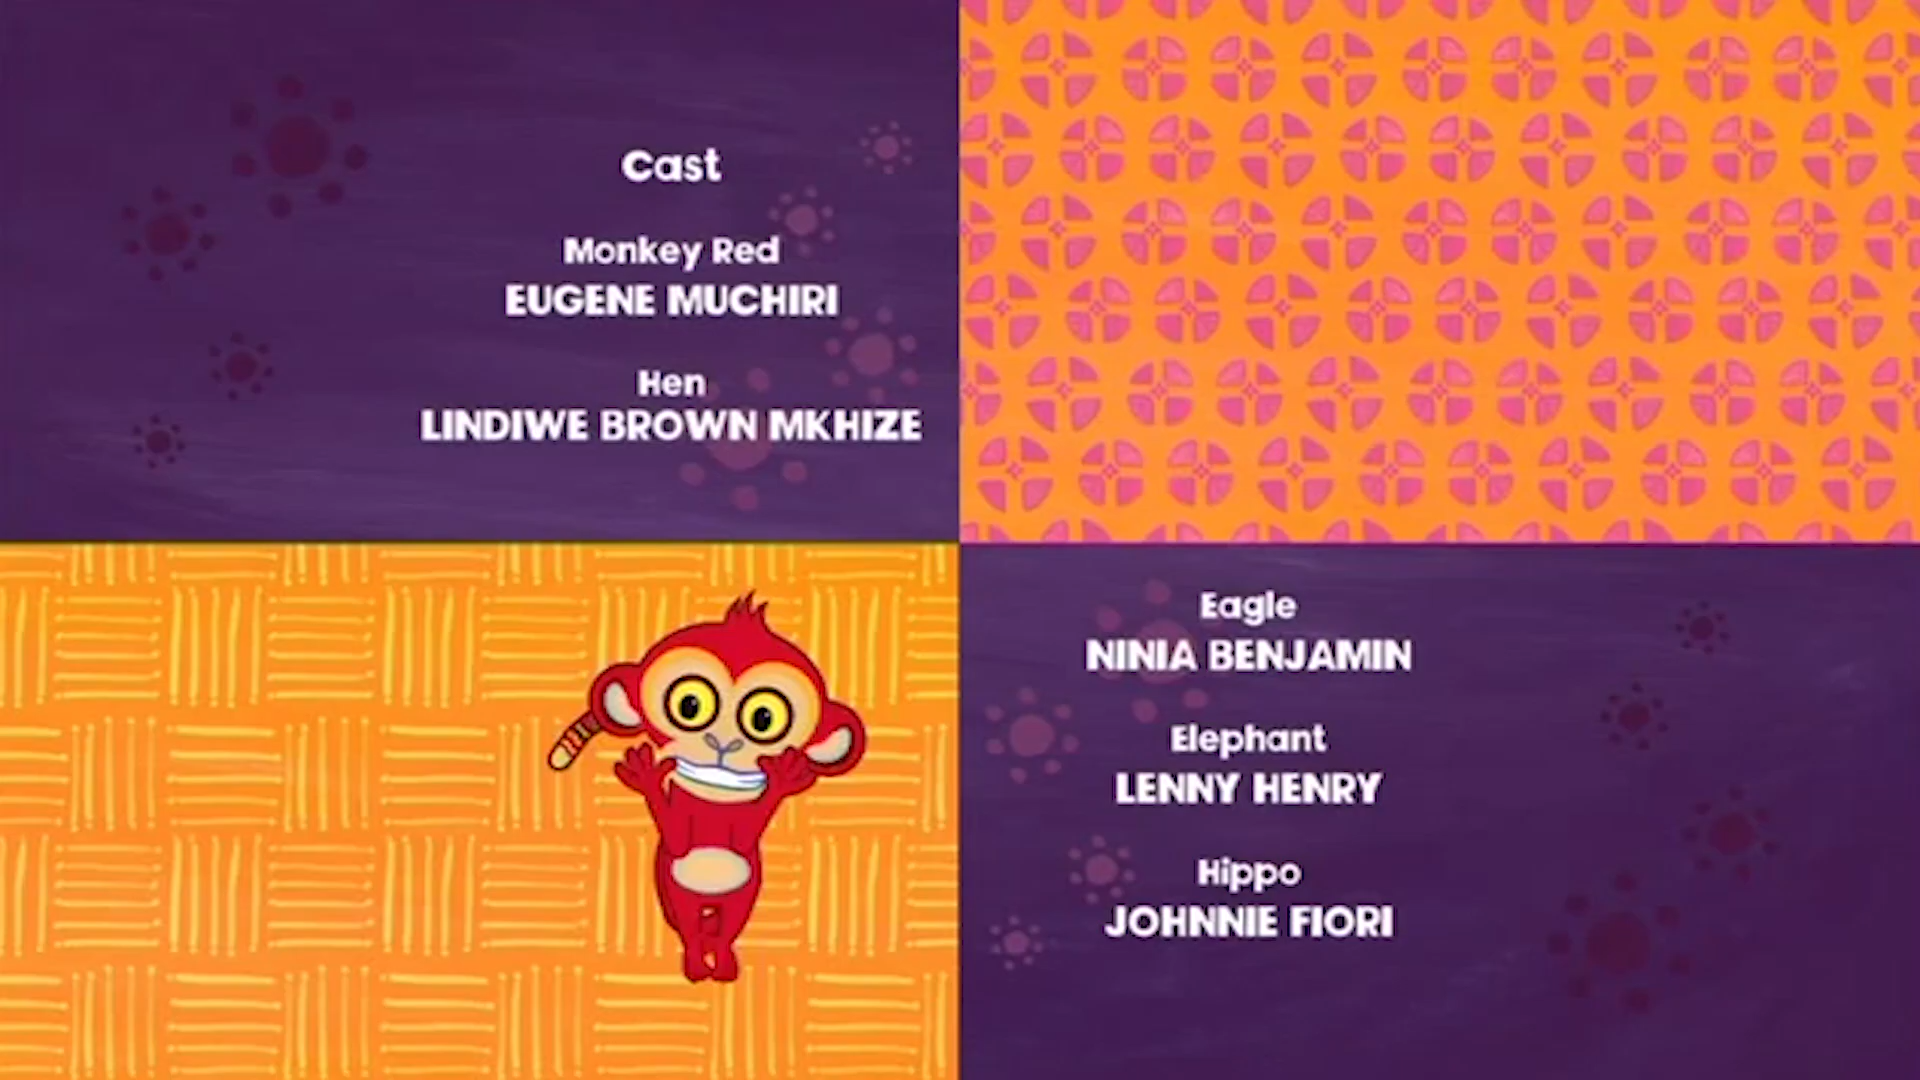 Cast
Monkey Red
EUGENE MUCHIRI
Hen
LINDIWE BROWN MKHIZE
Eagle
NINIA BENJAMIN
Elephant
LENNY HENRY
Hippo
JOHNNIE FIORI